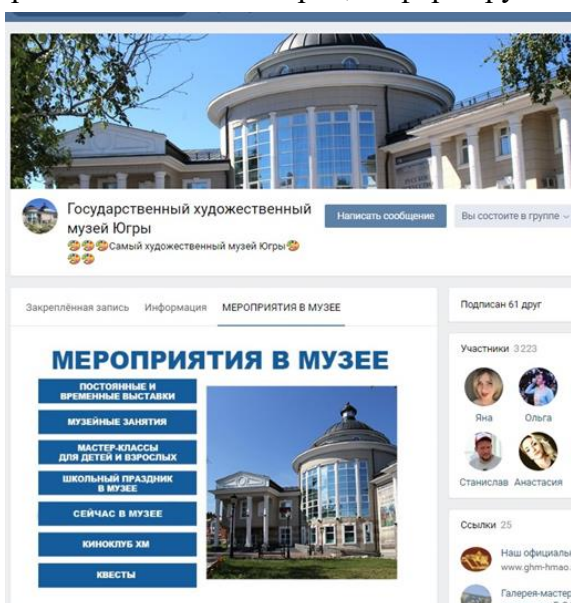 Государственный художественный
музей Югры
Самый художественный музей Югры
Написать сообщение
Вы состоите в группе
Закреплённая запись Информация МЕРОПРИЯТИЯ В МУЗЕЕ
МЕРОПРИЯТИЯ В МУЗЕЕ
ПОСТОЯННЫЕ И
ВРЕМЕННЫЕ ВЫСТАВКИ
МУЗЕЙНЫЕ ЗАНЯТИЯ
МАСТЕР-КЛАССЫ
ДЛЯ ДЕТЕЙ И ВЗРОСЛЫХ
ШКОЛЬНЫЙ ПРАЗДНИК
В МУЗЕЕ
СЕЙЧАС В МУЗЕЕ
КИНОКЛУБ ХМ
КВЕСТЫ
Подписан 61 друг
Участники 3 223
Яна Ольга
Станислав Анастасия
Ссылки 25
Наш официаль
www.ghm-hmao.
Галерея-мастер